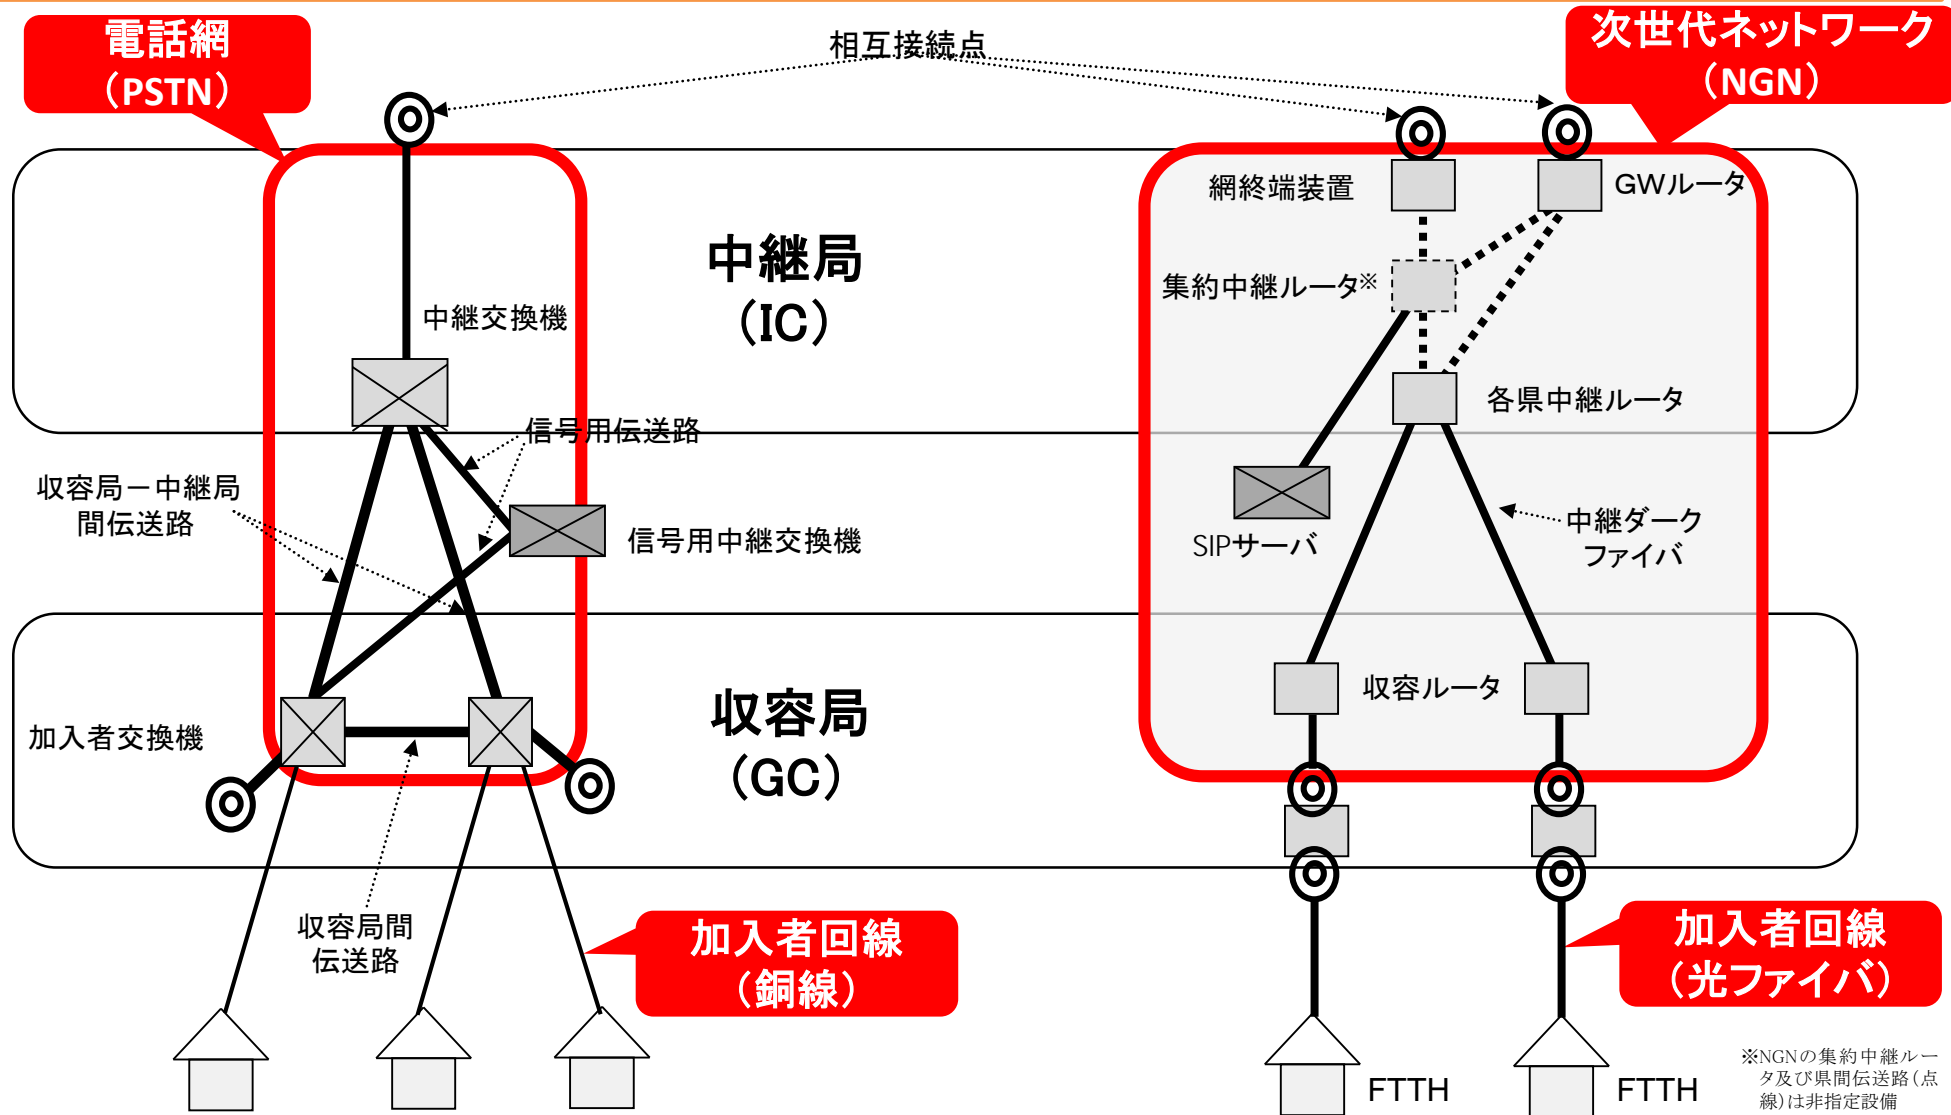 電話網
（PSTN）
相互接続点
次世代ネットワーク
（NGN）
網終端装置
GWルータ
中継局
（IC）
集約中継ルータ※
中継交換機
各県中継ルータ
信号用伝送路
収容局－中継局
間伝送路
信号用中継交換機
SIPサーバ
中継ダーク
ファイバ
収容局
（GC）
収容ルータ
加入者交換機
収容局間
伝送路
加入者回線
（銅線）
加入者回線
（光ファイバ）
FTTH
FTTH
※NGNの集約中継ルー
タ及び県間伝送路（点
線）は非指定設備